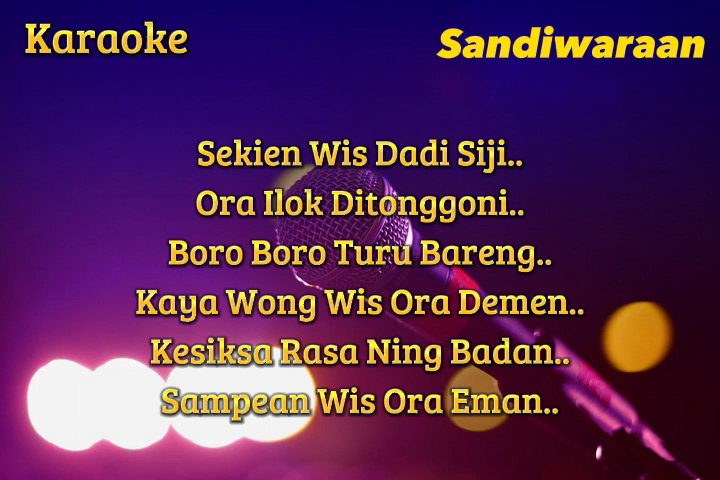 Karaoke
Sandiwaraan
Sekien Wis Dadi Siji..
Ora Ilok Ditonggoni..
Boro Boro Turu Bareng..
Kaya Wong Wis Ora Demen..
Kesiksa Rasa Ning Badan..
Sampean Wis Ora Eman..